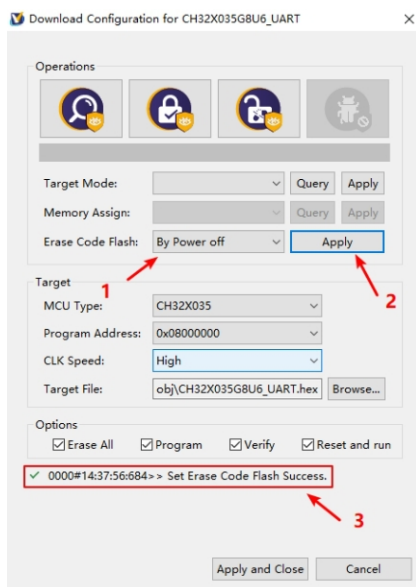 Download Configuration for CH32X035G8U6_UART
Operations
Target Mode: Query Apply
Memory Assign: Query Apply
Erase Code Flash: By Power off Apply
1
2
Target
MCU Type: CH32X035
Program Address: 0x08000000
CLK Speed: High
Target File: obj\CH32X035G8U6_UART.hex Browse...
Options
Erase All Program Verify Reset and run
0000#14:37:56:684>> Set Erase Code Flash Success.
3
Apply and Close Cancel